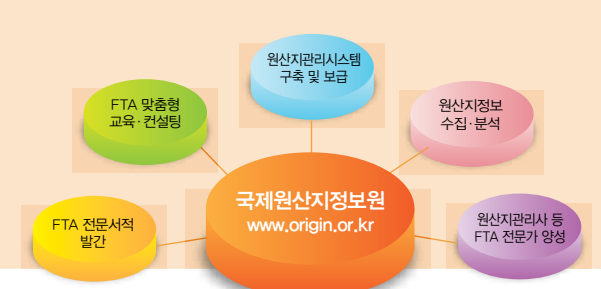 원산지관리시스템
구축 및 보급
FTA 맞춤형
교육·컨설팅
원산지정보
수집·분석
국제원산지정보원
www.origin.or.kr
FTA 전문서적
발간
원산지관리사 등
FTA 전문가 양성